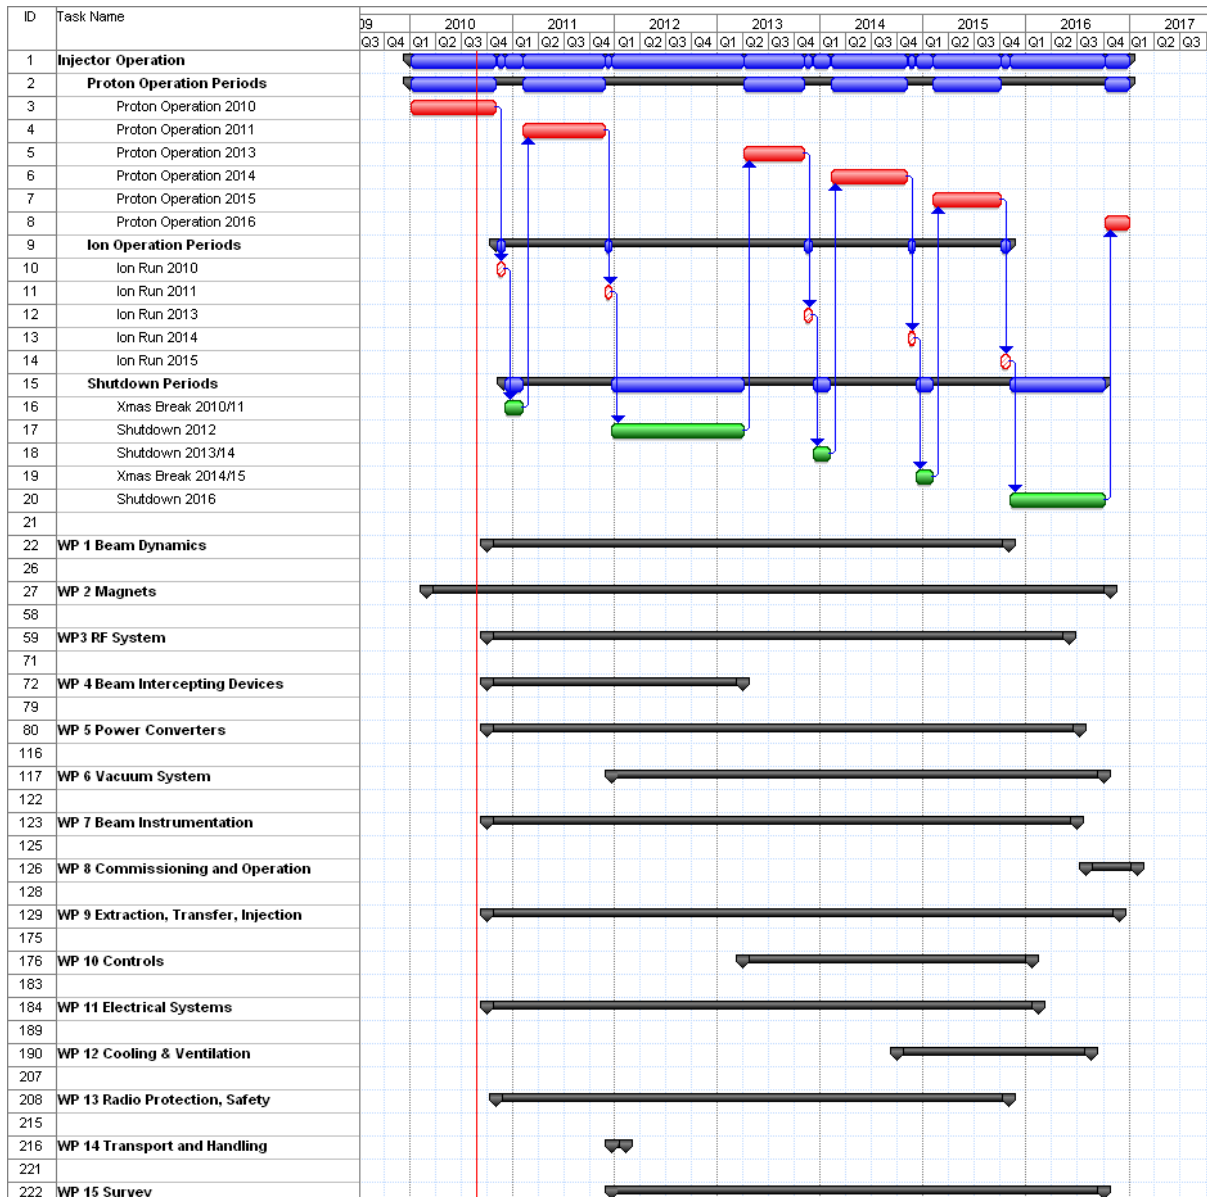 ID Task Name
09 2010 2011 2012 2013 2014 2015 2016 2017
Q3 Q4 Q1 Q2 Q3 Q4 Q1 Q2 Q3 Q4 Q1 Q2 Q3 Q4 Q1 Q2 Q3 Q4 Q1 Q2 Q3 Q4 Q1 Q2 Q3 Q4 Q1 Q2 Q3 Q4 Q1 Q2 Q3
1 Injector Operation
2 Proton Operation Periods
3 Proton Operation 2010
4 Proton Operation 2011
5 Proton Operation 2013
6 Proton Operation 2014
7 Proton Operation 2015
8 Proton Operation 2016
9 Ion Operation Periods
10 Ion Run 2010
11 Ion Run 2011
12 Ion Run 2013
13 Ion Run 2014
14 Ion Run 2015
15 Shutdown Periods
16 Xmas Break 2010/11
17 Shutdown 2012
18 Shutdown 2013/14
19 Xmas Break 2014/15
20 Shutdown 2016
21
22 WP 1 Beam Dynamics
26
27 WP 2 Magnets
58
59 WP3 RF System
71
72 WP 4 Beam Intercepting Devices
79
80 WP 5 Power Converters
116
117 WP 6 Vacuum System
122
123 WP 7 Beam Instrumentation
125
126 WP 8 Commissioning and Operation
128
129 WP 9 Extraction, Transfer, Injection
175
176 WP 10 Controls
183
184 WP 11 Electrical Systems
189
190 WP 12 Cooling & Ventilation
207
208 WP 13 Radio Protection, Safety
215
216 WP 14 Transport and Handling
221
222 WP 15 Survey